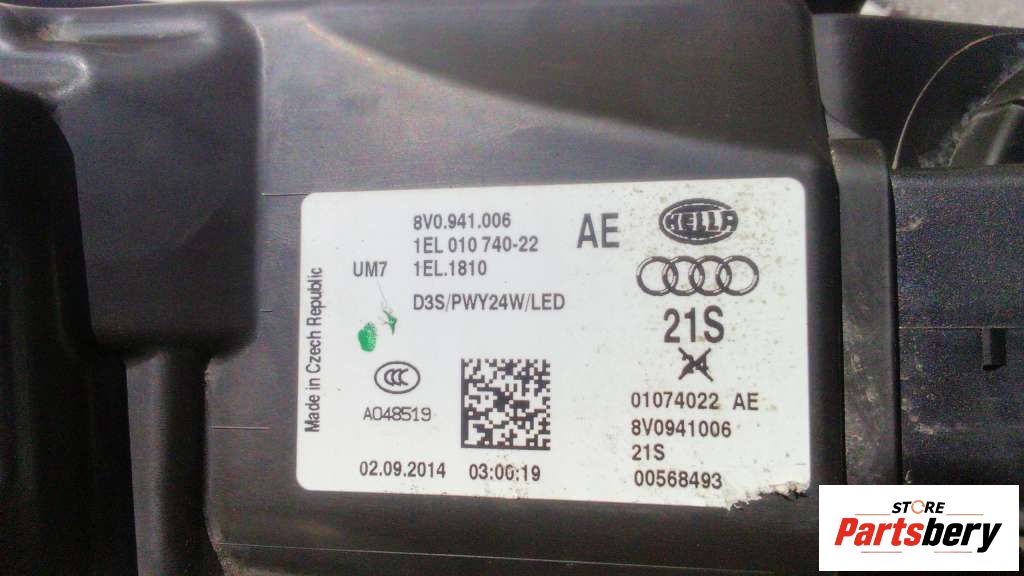 8V0.941.006
1EL 010 740-22
UM7 1EL.1810
D3S/PWY24W/LED
AE
HELLA
21S
Made in Czech Republic
CCC
A048519
02.09.2014 03:00:19
01074022 AE
8V0941006
21S
00568493
STORE
Partsbery